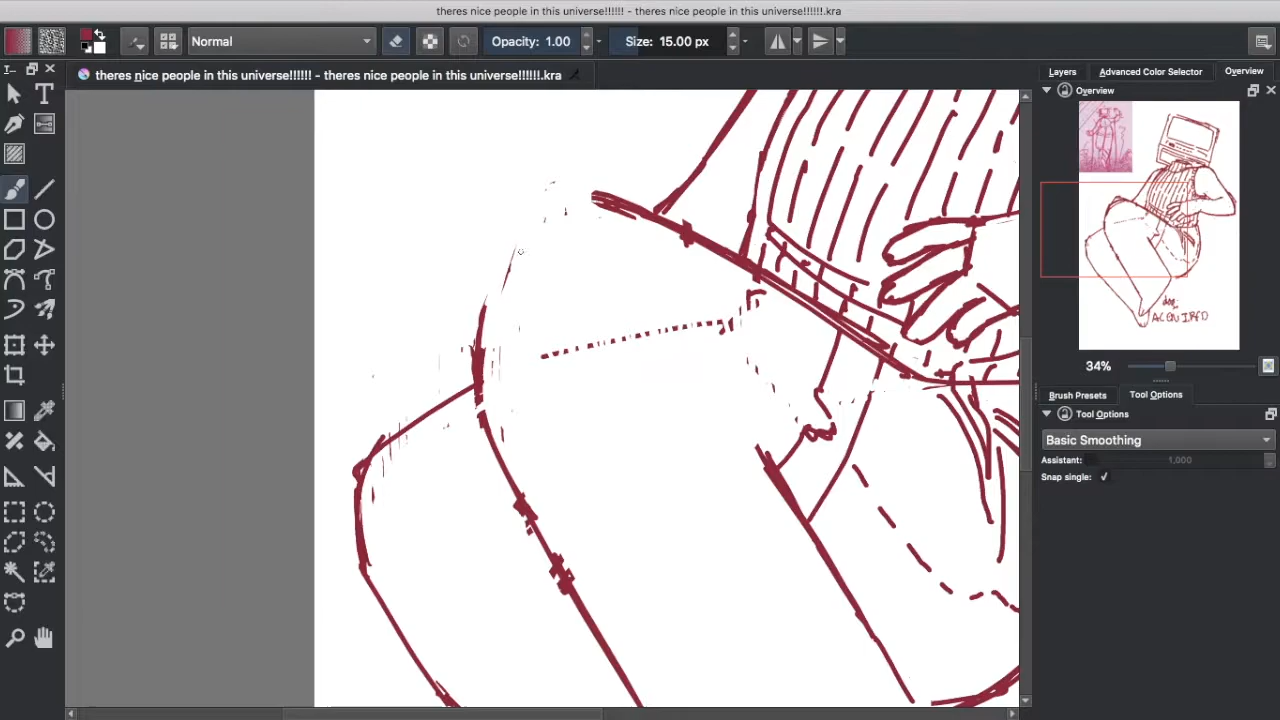 theres nice people in this universe!!!!!! - theres nice people in this universe!!!!!!.kra
Normal
Opacity: 1.00
Size: 15.00 px
theres nice people in this universe!!!!!! - theres nice people in this universe!!!!!!.kra
Layers
Advanced Color Selector
Overview
Overview
ACQUIRED
34%
Brush Presets
Tool Options
Tool Options
Basic Smoothing
Assistant:
1,000
Snap single: ✓